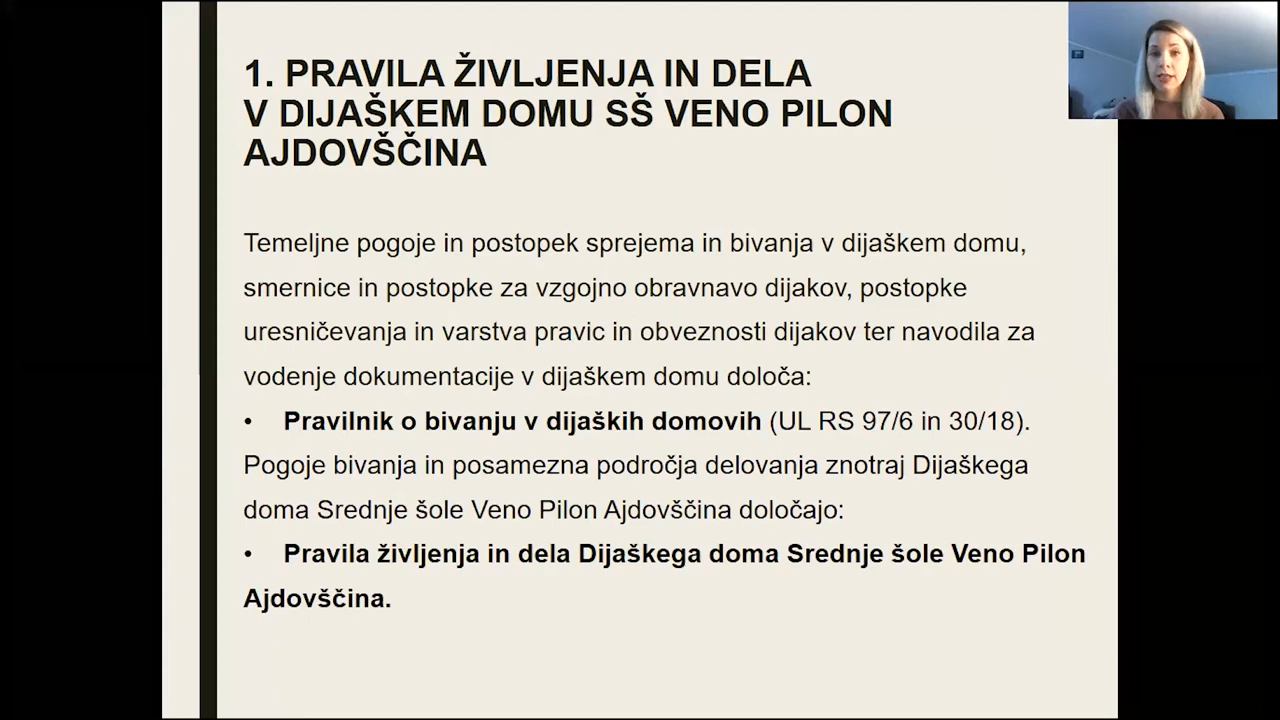 1. PRAVILA ŽIVLJENJA IN DELA
V DIJAŠKEM DOMU SŠ VENO PILON
AJDOVŠČINA
Temeljne pogoje in postopek sprejema in bivanja v dijaškem domu,
smernice in postopke za vzgojno obravnavo dijakov, postopke
uresničevanja in varstva pravic in obveznosti dijakov ter navodila za
vodenje dokumentacije v dijaškem domu določa:
• Pravilnik o bivanju v dijaških domovih (UL RS 97/6 in 30/18).
Pogoje bivanja in posamezna področja delovanja znotraj Dijaškega
doma Srednje šole Veno Pilon Ajdovščina določajo:
• Pravila življenja in dela Dijaškega doma Srednje šole Veno Pilon
Ajdovščina.